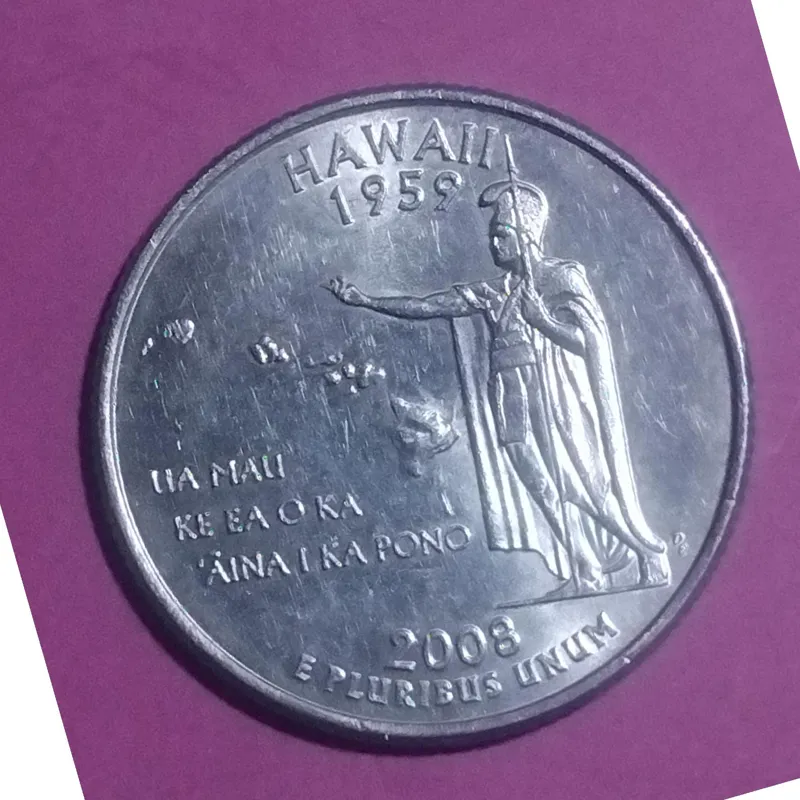 HAWAII
1959
UA MAU
KE EA O KA
ʻĀINA I KA PONO
2008
E PLURIBUS UNUM